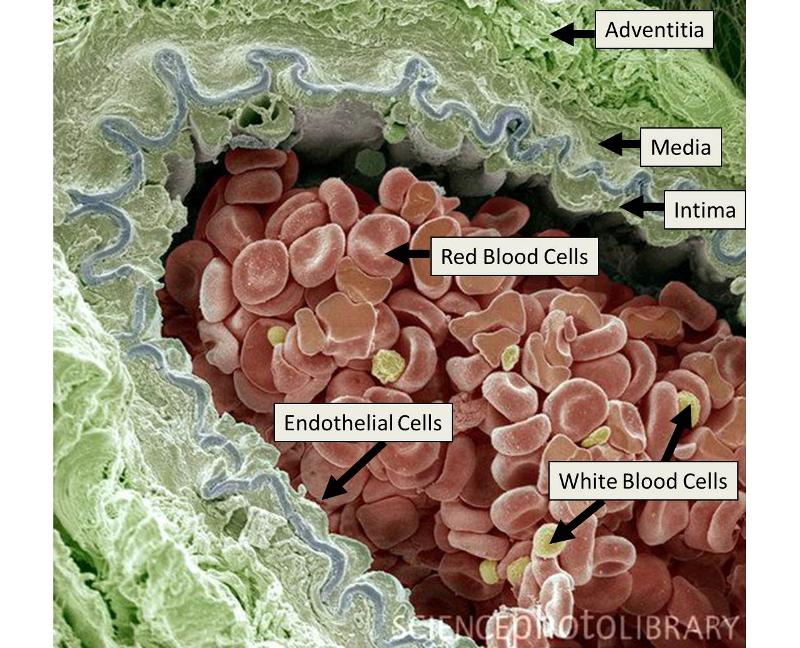 Adventitia
Media
Intima
Red Blood Cells
Endothelial Cells
White Blood Cells
SCIENCEphotoLIBRARY